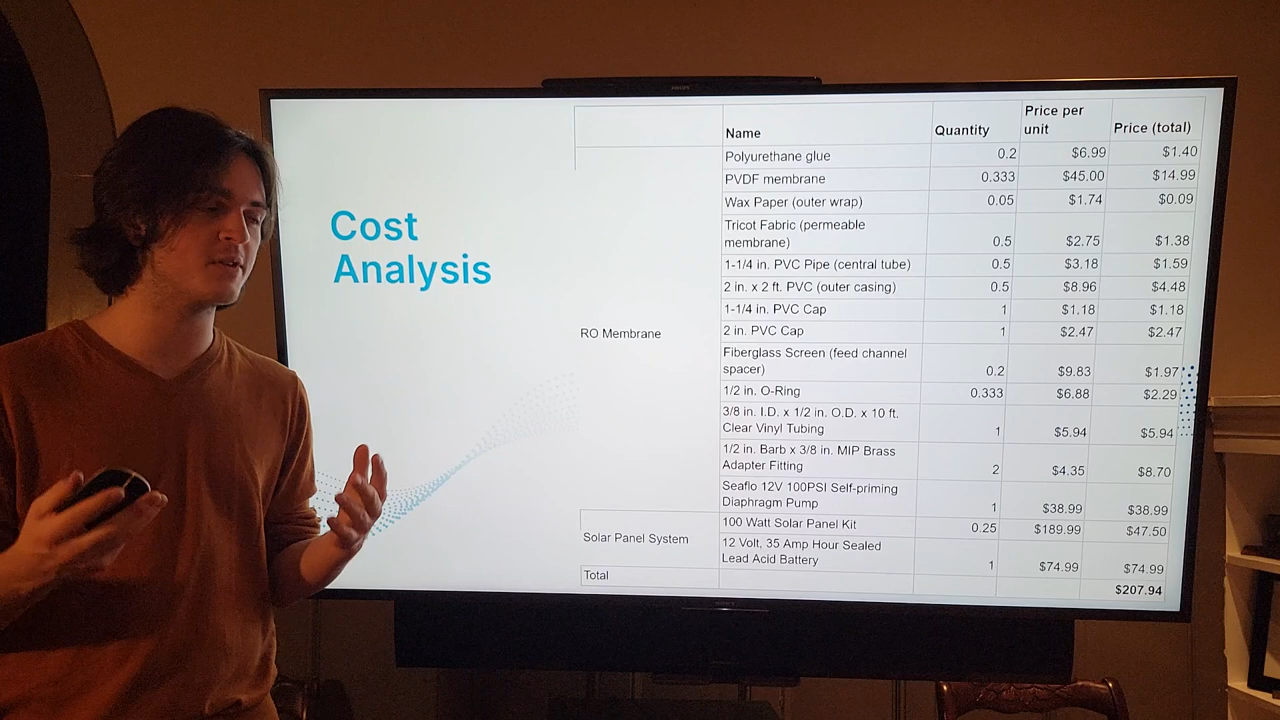 PHILIPS
Cost
Analysis
Name Quantity Price per unit Price (total)
RO Membrane
Polyurethane glue 0.2 $6.99 $1.40
PVDF membrane 0.333 $45.00 $14.99
Wax Paper (outer wrap) 0.05 $1.74 $0.09
Tricot Fabric (permeable
membrane) 0.5 $2.75 $1.38
1-1/4 in. PVC Pipe (central tube) 0.5 $3.18 $1.59
2 in. x 2 ft. PVC (outer casing) 0.5 $8.96 $4.48
1-1/4 in. PVC Cap 1 $1.18 $1.18
2 in. PVC Cap 1 $2.47 $2.47
Fiberglass Screen (feed channel
spacer) 0.2 $9.83 $1.97
1/2 in. O-Ring 0.333 $6.88 $2.29
3/8 in. I.D. x 1/2 in. O.D. x 10 ft.
Clear Vinyl Tubing 1 $5.94 $5.94
1/2 in. Barb x 3/8 in. MIP Brass
Adapter Fitting 2 $4.35 $8.70
Seaflo 12V 100PSI Self-priming
Diaphragm Pump 1 $38.99 $38.99
Solar Panel System
100 Watt Solar Panel Kit 0.25 $189.99 $47.50
12 Volt, 35 Amp Hour Sealed
Lead Acid Battery 1 $74.99 $74.99
Total $207.94